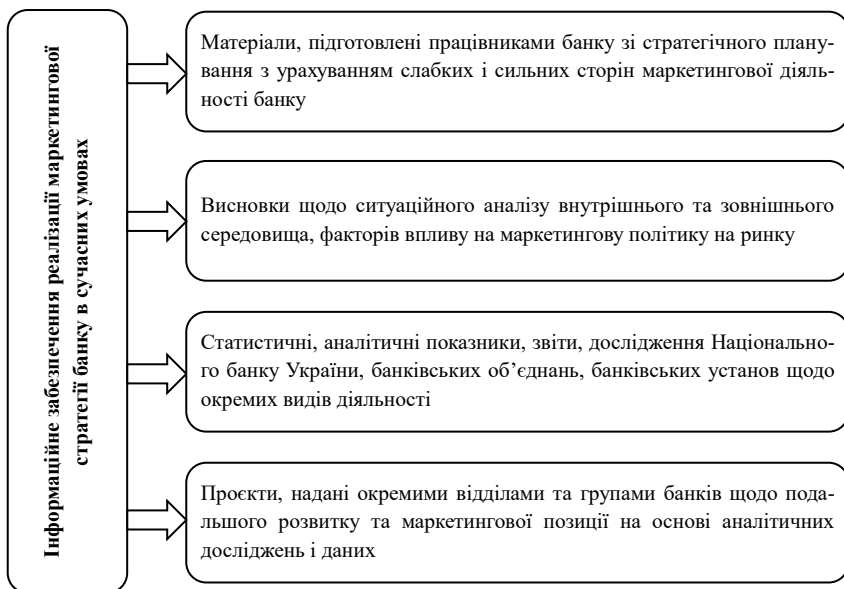 Інформаційне забезпечення реалізації маркетингової
стратегії банку в сучасних умовах
Матеріали, підготовлені працівниками банку зі стратегічного плану-
вання з урахуванням слабких і сильних сторін маркетингової діяль-
ності банку
Висновки щодо ситуаційного аналізу внутрішнього та зовнішнього
середовища, факторів впливу на маркетингову політику на ринку
Статистичні, аналітичні показники, звіти, дослідження Національно-
го банку України, банківських об’єднань, банківських установ щодо
окремих видів діяльності
Проєкти, надані окремими відділами та групами банків щодо пода-
льшого розвитку та маркетингової позиції на основі аналітичних
досліджень і даних